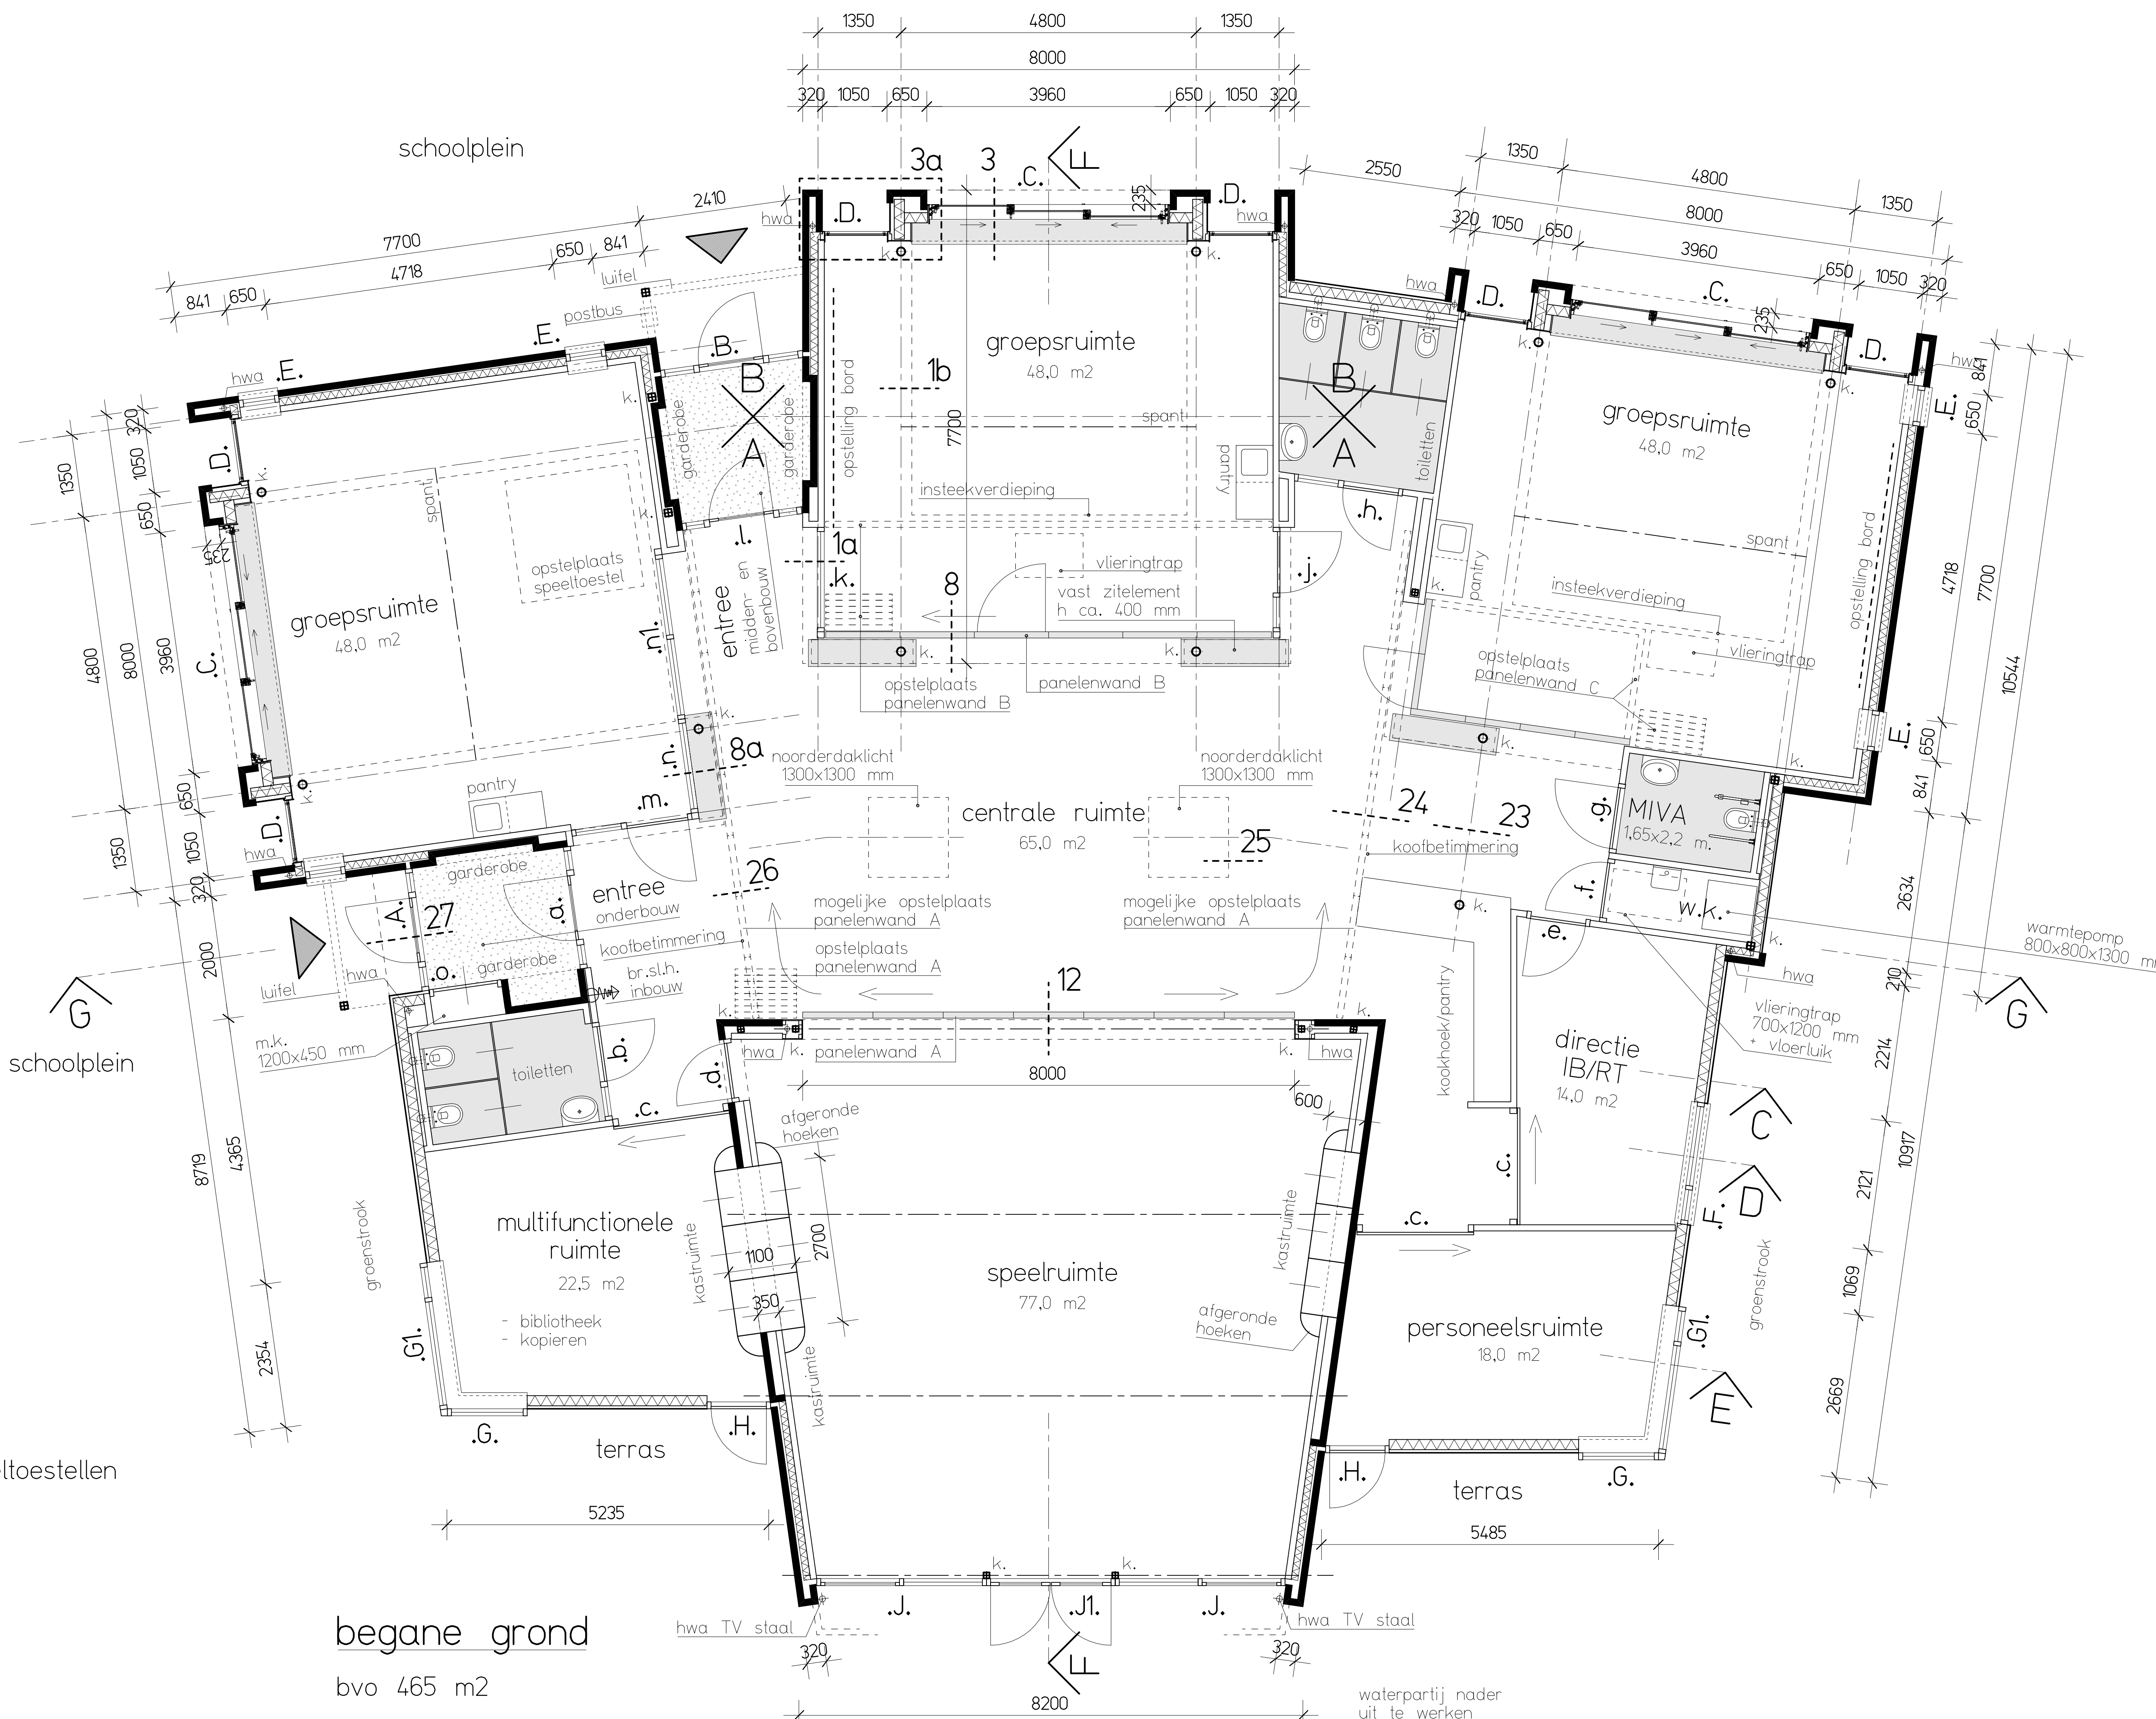 1350 4800 1350
8000
320 1050 650 3960 650 1050 320
schoolplein
3a 3 .C. F
.D. 235 .D.
hwa hwa
k. k.
2410
7700
4718 650 841
841 650
luifel
postbus
.E.
.E.
hwa
.B.
B
A
garderobe
garderobe
k.
k.
.l.
entree
midden- en
bovenbouw
opstelling bord
1b
groepsruimte
48,0 m2
7700
spant
pantry
insteekverdieping
1a
.k.
8
vlieringtrap
vast zitelement
h ca. 400 mm
.j.
k. k.
opstelplaats
panelenwand B
panelenwand B
B
A
toiletten
.h.
2550
1350
4800
1350
8000
320 1050 650
3960
650 1050 320
hwa
.D.
.C.
235
.D.
hwa
k.
groepsruimte
48,0 m2
spant
pantry
k.
insteekverdieping
opstelling bord
vlieringtrap
opstelplaats
panelenwand C
k.
k.
.E.
.E.
841
650
4718
7700
10544
650
841
320
1050
1350
650
4800
8000
3960
650
1050
1350
320
2000
.D.
k.
235
.C.
k.
.D.
hwa
spant
opstelplaats
speeltoestel
groepsruimte
48,0 m2
.n1.
k.
.n.
8a
pantry
.m.
noorderdaklicht
1300x1300 mm
noorderdaklicht
1300x1300 mm
centrale ruimte
65,0 m2
24
23
25
koofbetimmering
26
mogelijke opstelplaats
panelenwand A
mogelijke opstelplaats
panelenwand A
opstelplaats
panelenwand A
garderobe
entree
onderbouw
.A.
27
.a.
koofbetimmering
garderobe
.o.
br.sl.h.
inbouw
hwa
luifel
G
schoolplein
m.k.
1200x450 mm
toiletten
.b.
.c.
.d.
k.
hwa
k.
panelenwand A
12
k.
hwa
k.
8000
600
.g.
MIVA
1,65x2,2 m.
.f.
w.k.
k.
.e.
k.
kookhoek/pantry
warmtepomp
800x800x1300 mm
hwa
G
vlieringtrap
700x1200 mm
+ vloerluik
directie
IB/RT
14,0 m2
.c.
.c.
2634
210
2214
2121
10917
1069
2669
C
D
.F.
E
groenstrook
.G1.
afgeronde
hoeken
kastruimte
1100
2700
350
kastruimte
speelruimte
77,0 m2
kastruimte
afgeronde
hoeken
personeelsruimte
18,0 m2
multifunctionele
ruimte
22,5 m2
- bibliotheek
- kopieren
groenstrook
8719
4365
2354
.G1.
.G.
.H.
terras
.H.
.G.
terras
ltoestellen
5235
5485
k. k.
.J. .J1. .J.
hwa TV staal
hwa TV staal
320 320
F
8200
begane grond
bvo 465 m2
waterpartij nader
uit te werken